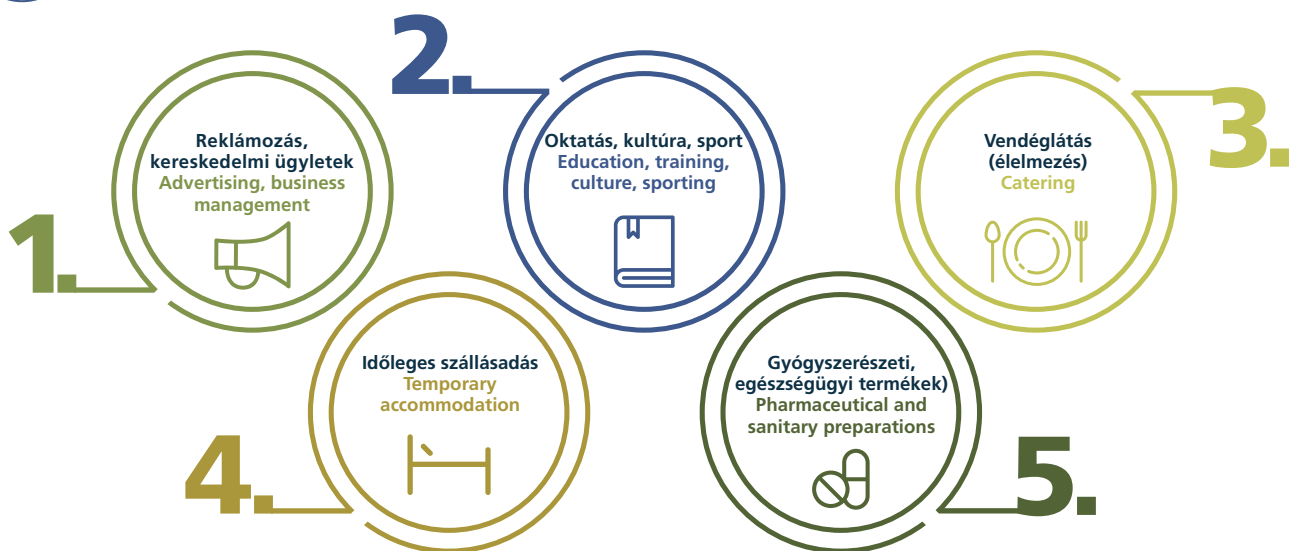 1.
Reklámozás,
kereskedelmi ügyletek
Advertising, business
management
2.
Oktatás, kultúra, sport
Education, training,
culture, sporting
3.
Vendéglátás
(élelmezés)
Catering
4.
Időleges szállásadás
Temporary
accommodation
5.
Gyógyszerészeti,
egészségügyi termékek)
Pharmaceutical and
sanitary preparations